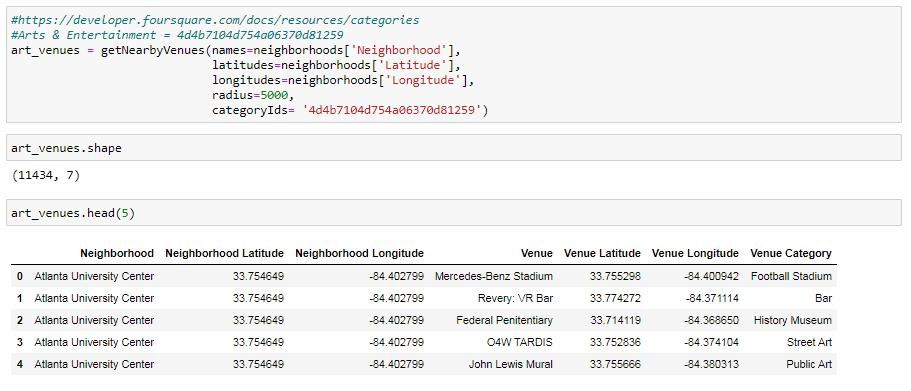 #https://developer.foursquare.com/docs/resources/categories
#Arts & Entertainment = 4d4b7104d754a06370d81259
art_venues = getNearbyVenues(names=neighborhoods['Neighborhood'],
latitudes=neighborhoods['Latitude'],
longitudes=neighborhoods['Longitude'],
radius=5000,
categoryIds= '4d4b7104d754a06370d81259')
art_venues.shape
(11434, 7)
art_venues.head(5)
Neighborhood Neighborhood Latitude Neighborhood Longitude Venue Venue Latitude Venue Longitude Venue Category
0 Atlanta University Center 33.754649 -84.402799 Mercedes-Benz Stadium 33.755298 -84.400942 Football Stadium
1 Atlanta University Center 33.754649 -84.402799 Revery: VR Bar 33.774272 -84.371114 Bar
2 Atlanta University Center 33.754649 -84.402799 Federal Penitentiary 33.714119 -84.368650 History Museum
3 Atlanta University Center 33.754649 -84.402799 O4W TARDIS 33.752836 -84.374104 Street Art
4 Atlanta University Center 33.754649 -84.402799 John Lewis Mural 33.755666 -84.380313 Public Art